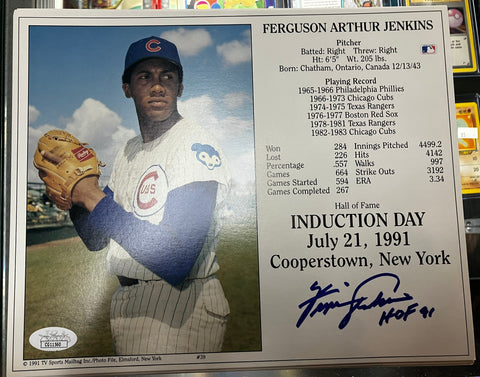 FERGUSON ARTHUR JENKINS
Pitcher
Batted: Right Threw: Right
Ht: 6'5" Wt. 205 lbs.
Born: Chatham, Ontario, Canada 12/13/43
Playing Record
1965-1966 Philadelphia Phillies
1966-1973 Chicago Cubs
1974-1975 Texas Rangers
1976-1977 Boston Red Sox
1978-1981 Texas Rangers
1982-1983 Chicago Cubs
Won 284 Innings Pitched 4499.2
Lost 226 Hits 4142
Percentage .557 Walks 997
Games 664 Strike Outs 3192
Games Started 594 ERA 3.34
Games Completed 267
Hall of Fame
INDUCTION DAY
July 21, 1991
Cooperstown, New York
HOF 91
C
Rawlings
CUBS
JSA
CG11360
© 1991 TV Sports Mailbag Inc./Photo File, Elmsford, New York #39